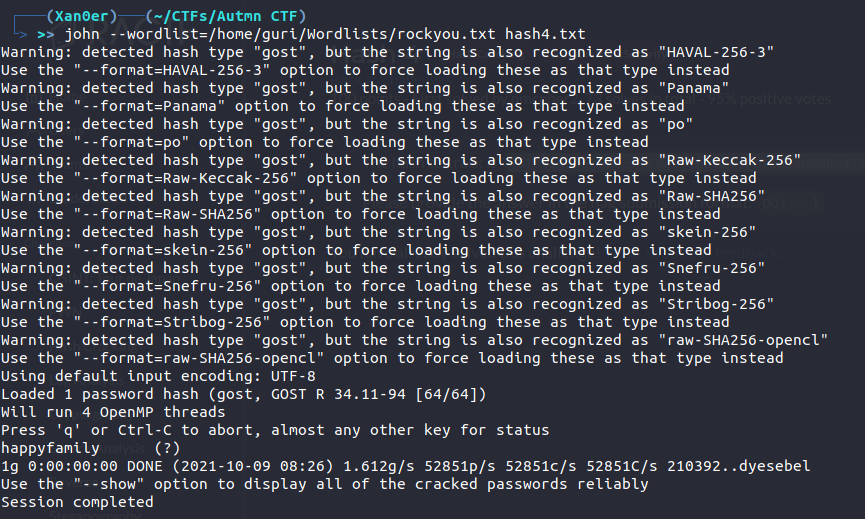 (Xan0er)──(~/CTFs/Autmn CTF)
>> john --wordlist=/home/guri/Wordlists/rockyou.txt hash4.txt
Warning: detected hash type "gost", but the string is also recognized as "HAVAL-256-3"
Use the "--format=HAVAL-256-3" option to force loading these as that type instead
Warning: detected hash type "gost", but the string is also recognized as "Panama"
Use the "--format=Panama" option to force loading these as that type instead
Warning: detected hash type "gost", but the string is also recognized as "po"
Use the "--format=po" option to force loading these as that type instead
Warning: detected hash type "gost", but the string is also recognized as "Raw-Keccak-256"
Use the "--format=Raw-Keccak-256" option to force loading these as that type instead
Warning: detected hash type "gost", but the string is also recognized as "Raw-SHA256"
Use the "--format=Raw-SHA256" option to force loading these as that type instead
Warning: detected hash type "gost", but the string is also recognized as "skein-256"
Use the "--format=skein-256" option to force loading these as that type instead
Warning: detected hash type "gost", but the string is also recognized as "Snefru-256"
Use the "--format=Snefru-256" option to force loading these as that type instead
Warning: detected hash type "gost", but the string is also recognized as "Stribog-256"
Use the "--format=Stribog-256" option to force loading these as that type instead
Warning: detected hash type "gost", but the string is also recognized as "raw-SHA256-opencl"
Use the "--format=raw-SHA256-opencl" option to force loading these as that type instead
Using default input encoding: UTF-8
Loaded 1 password hash (gost, GOST R 34.11-94 [64/64])
Will run 4 OpenMP threads
Press 'q' or Ctrl-C to abort, almost any other key for status
happyfamily      (?)
1g 0:00:00:00 DONE (2021-10-09 08:26) 1.612g/s 52851p/s 52851c/s 52851C/s 210392..dyesebel
Use the "--show" option to display all of the cracked passwords reliably
Session completed